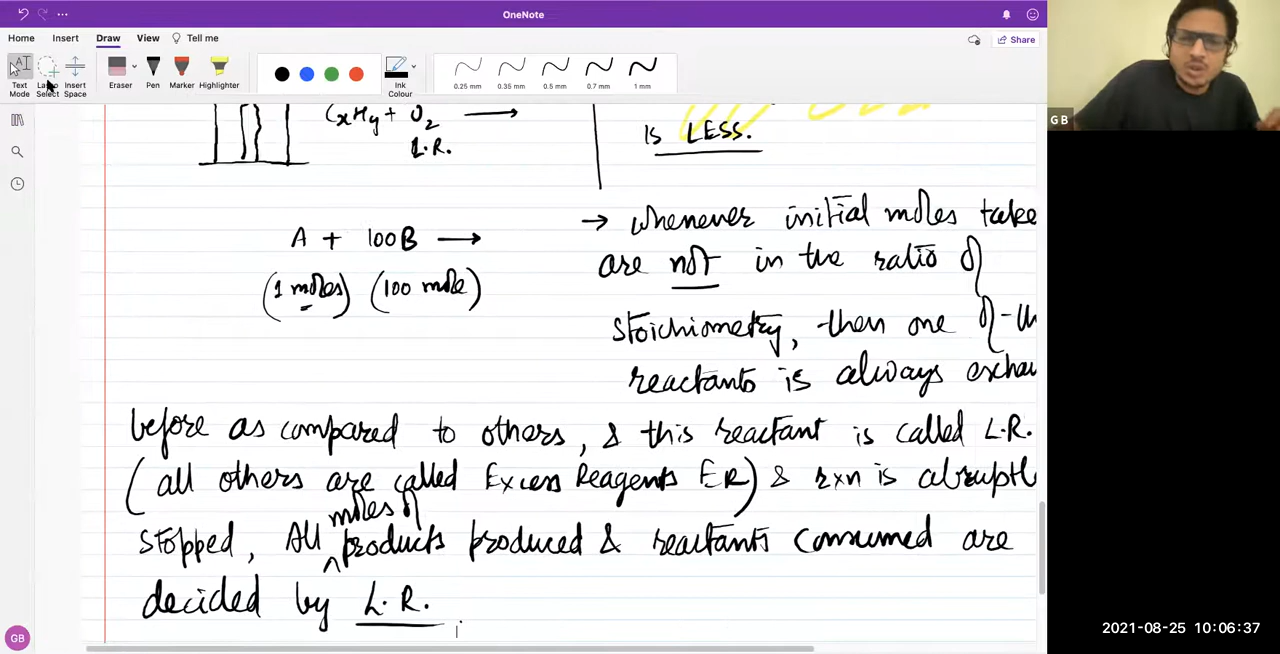 OneNote
Home Insert Draw View Tell me
Share
Text Mode
Lasso Select
Insert Space
Eraser
Pen
Marker
Highlighter
0.25 mm
0.35 mm
0.5 mm
0.7 mm
1 mm
Ink Colour
GB
CxHy + O2 ⟶
L.R.
is LESS.
A + 100B ⟶
(1 moles) (100 mole)
→ whenever initial moles take
are not in the ratio of
stoichiometry, then one of th
reactants is always exhau
before as compared to others, & this reactant is called L.R.
(all others are called Excess Reagents ER) & rxn is abruptl
moles of
stopped, All ^ products produced & reactants consumed are
decided by L.R.
GB
2021-08-25 10:06:37